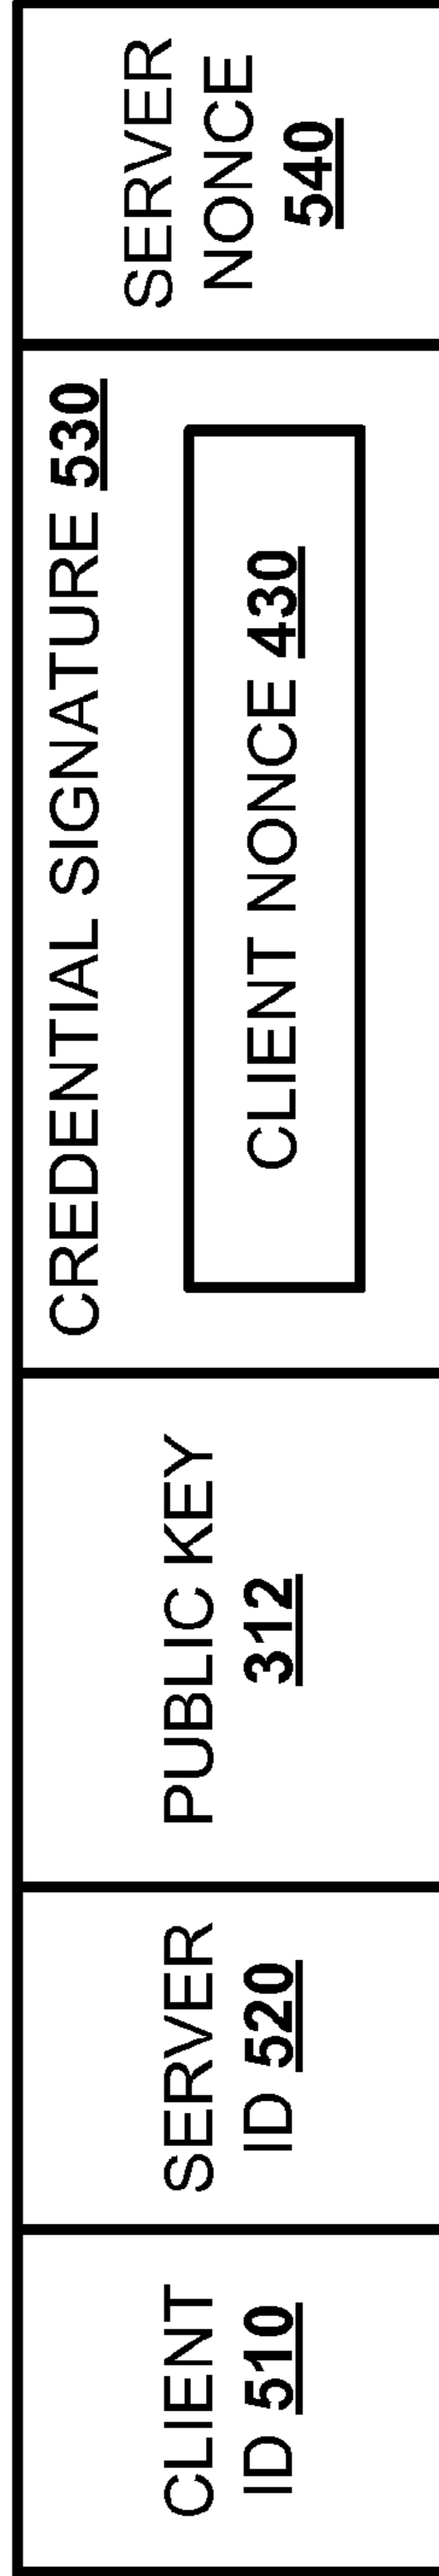 CLIENT
ID 510
SERVER
ID 520
PUBLIC KEY
312
CREDENTIAL SIGNATURE 530
CLIENT NONCE 430
SERVER
NONCE
540